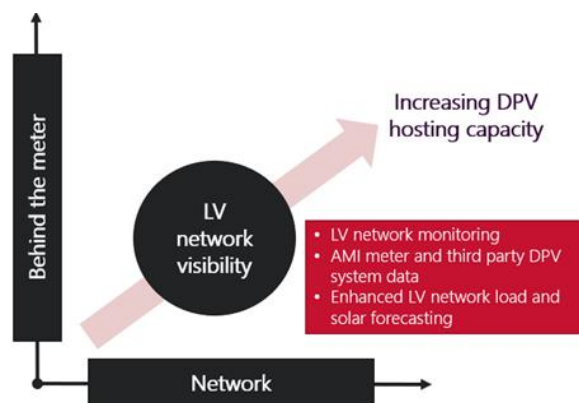 Behind the meter
Increasing DPV
hosting capacity
LV
network
visibility
• LV network monitoring
• AMI meter and third party DPV
system data
• Enhanced LV network load and
solar forecasting
Network